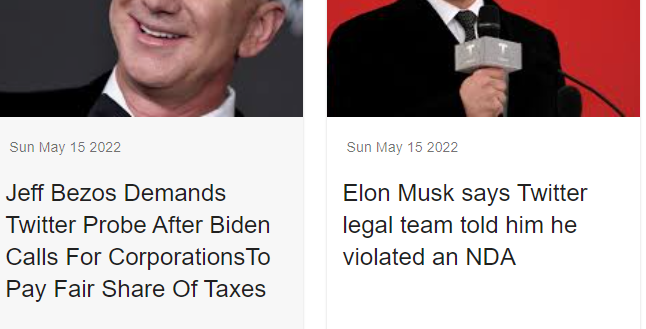 Sun May 15 2022
Jeff Bezos Demands
Twitter Probe After Biden
Calls For CorporationsTo
Pay Fair Share Of Taxes
Sun May 15 2022
Elon Musk says Twitter
legal team told him he
violated an NDA